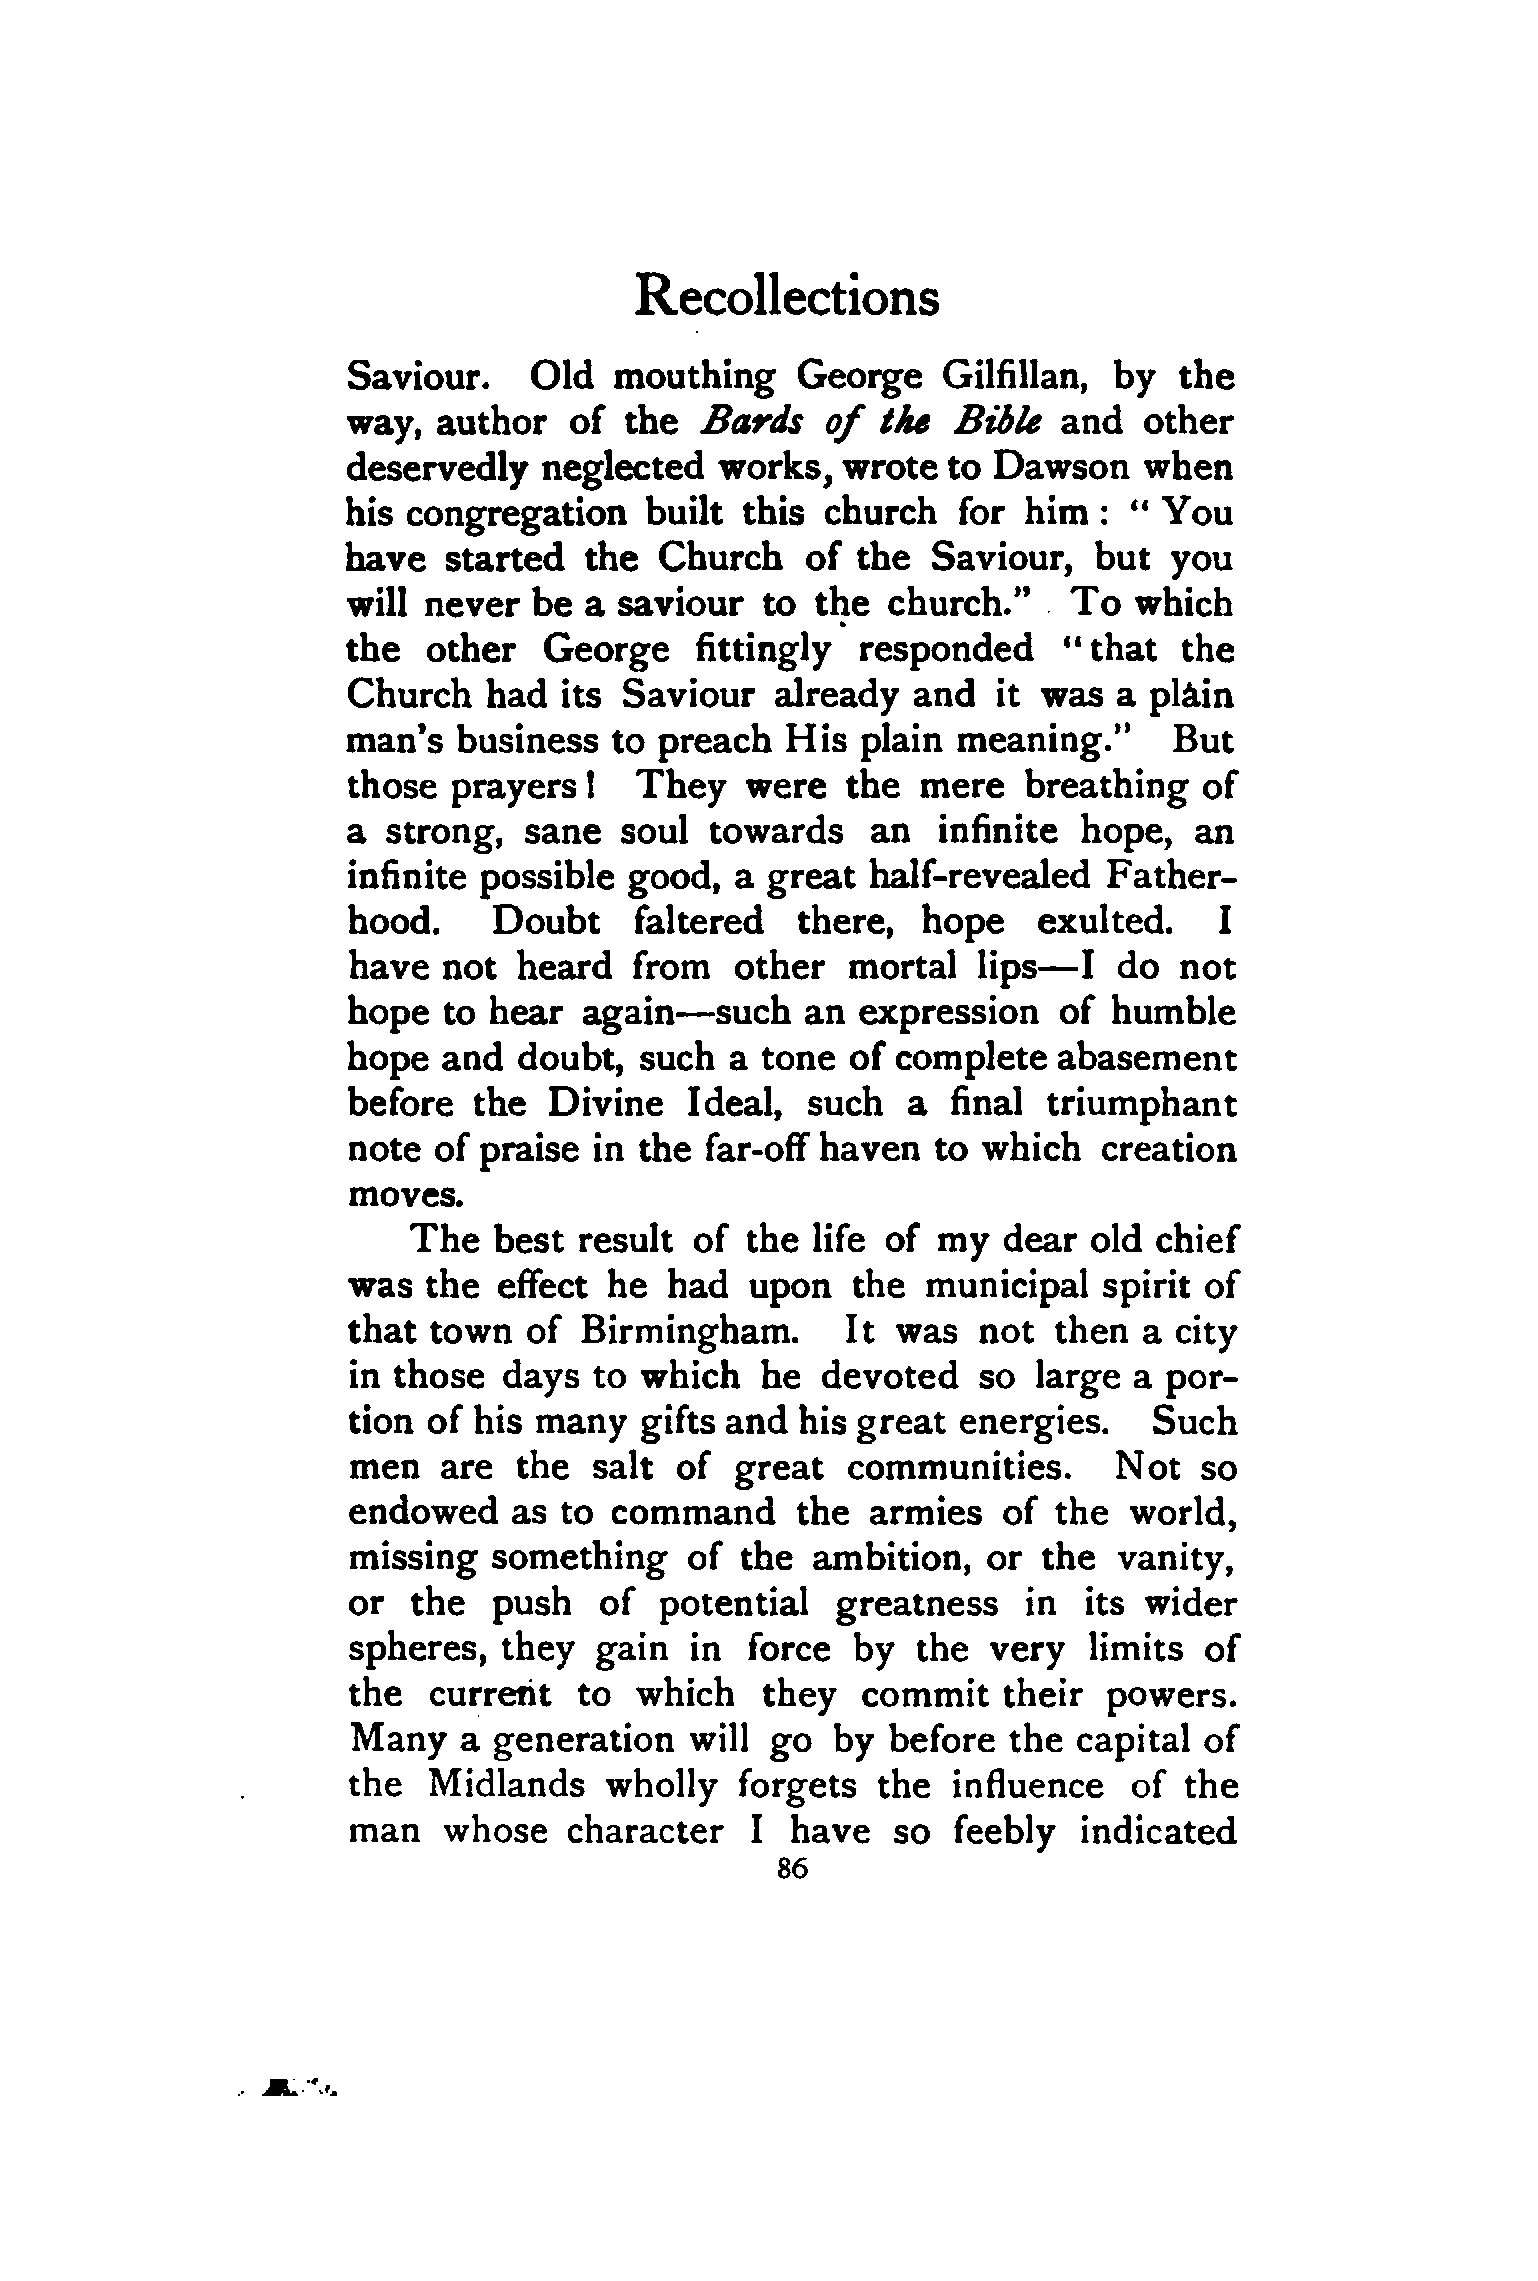 Recollections
Saviour. Old mouthing George Gilfillan, by the
way, author of the Bards of the Bible and other
deservedly neglected works, wrote to Dawson when
his congregation built this church for him : “ You
have started the Church of the Saviour, but you
will never be a saviour to the church.” To which
the other George fittingly responded “ that the
Church had its Saviour already and it was a plain
man’s business to preach His plain meaning.” But
those prayers ! They were the mere breathing of
a strong, sane soul towards an infinite hope, an
infinite possible good, a great half-revealed Father-
hood. Doubt faltered there, hope exulted. I
have not heard from other mortal lips—I do not
hope to hear again—such an expression of humble
hope and doubt, such a tone of complete abasement
before the Divine Ideal, such a final triumphant
note of praise in the far-off haven to which creation
moves.
The best result of the life of my dear old chief
was the effect he had upon the municipal spirit of
that town of Birmingham. It was not then a city
in those days to which he devoted so large a por-
tion of his many gifts and his great energies. Such
men are the salt of great communities. Not so
endowed as to command the armies of the world,
missing something of the ambition, or the vanity,
or the push of potential greatness in its wider
spheres, they gain in force by the very limits of
the current to which they commit their powers.
Many a generation will go by before the capital of
the Midlands wholly forgets the influence of the
man whose character I have so feebly indicated
86